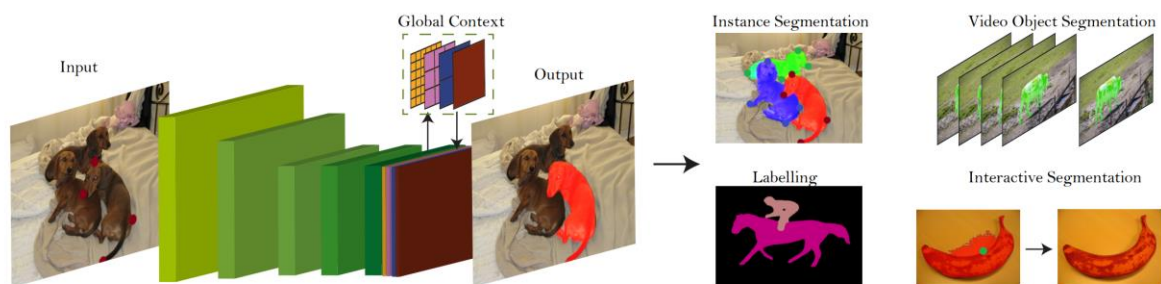 Input
Global Context
Output
Instance Segmentation
Video Object Segmentation
Labelling
Interactive Segmentation